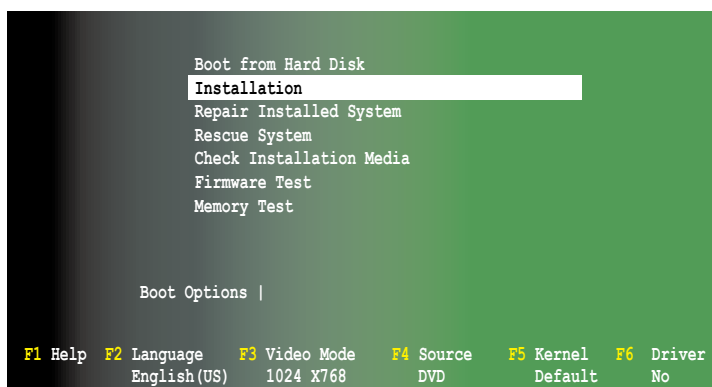 Boot from Hard Disk
Installation
Repair Installed System
Rescue System
Check Installation Media
Firmware Test
Memory Test
Boot Options |
F1 Help F2 Language F3 Video Mode F4 Source F5 Kernel F6 Driver
English(US) 1024 X768 DVD Default No